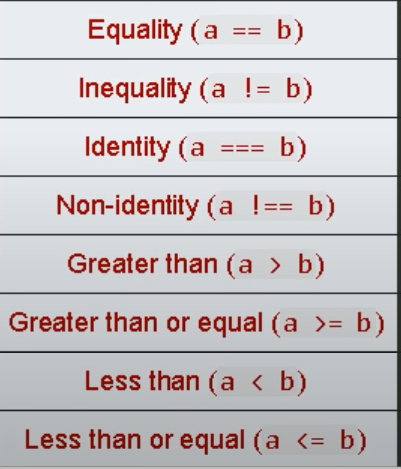 Equality (a == b)
Inequality (a != b)
Identity (a === b)
Non-identity (a !== b)
Greater than (a > b)
Greater than or equal (a >= b)
Less than (a < b)
Less than or equal (a <= b)